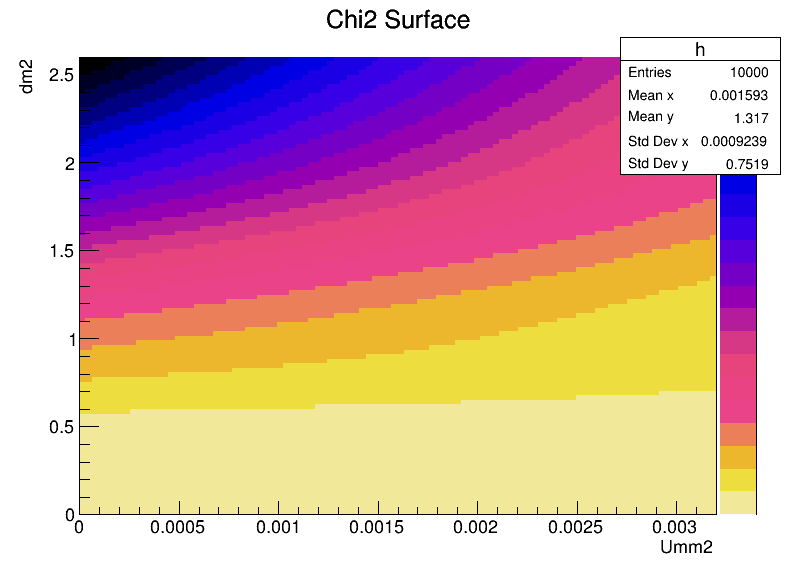 Chi2 Surface
h
Entries 10000
Mean x 0.001593
Mean y 1.317
Std Dev x 0.0009239
Std Dev y 0.7519
dm2
2.5
2
1.5
1
0.5
0
0 0.0005 0.001 0.0015 0.002 0.0025 0.003
Umm2